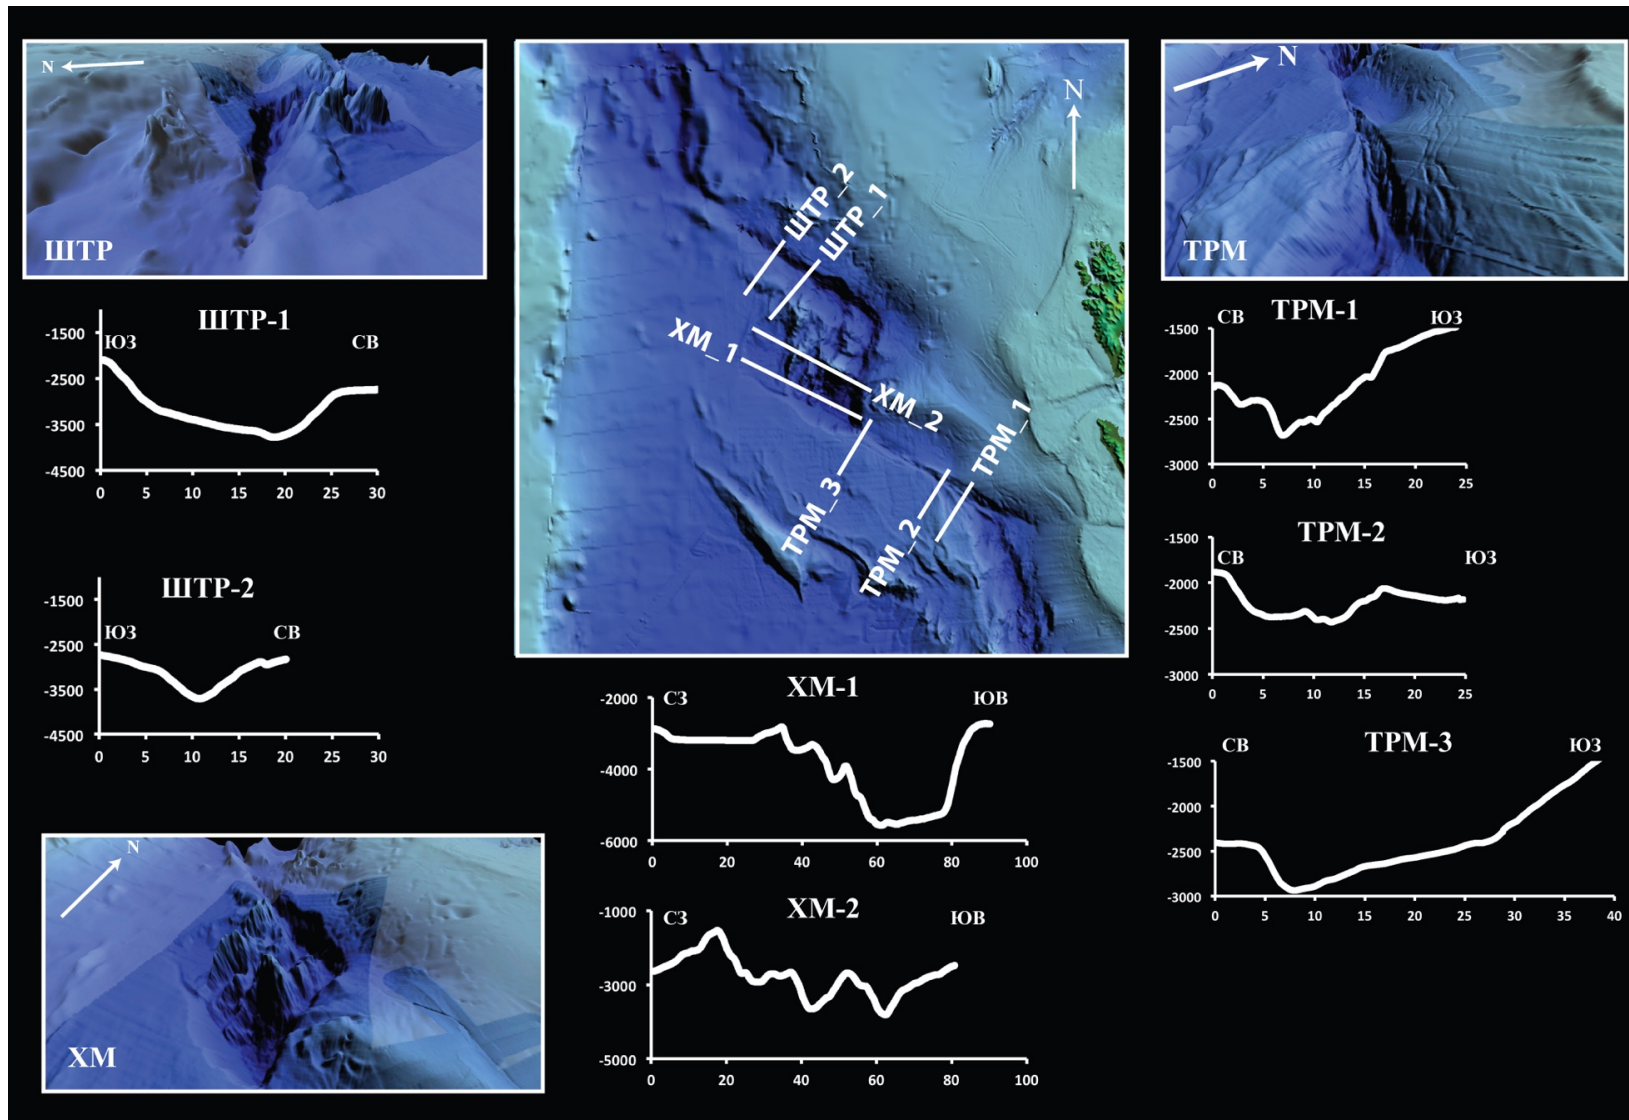 N
ШТР
ШТР-1
ЮЗ
СВ
-1500
-2500
-3500
-4500
0 5 10 15 20 25 30
ШТР-2
ЮЗ
СВ
-1500
-2500
-3500
-4500
0 5 10 15 20 25 30
N
ХМ
N
ШТР_2
ШТР_1
ХМ_1
ХМ_2
ТРМ_1
ТРМ_3
ТРМ_2
ХМ-1
СЗ
ЮВ
-2000
-4000
-6000
0 20 40 60 80 100
ХМ-2
СЗ
ЮВ
-1000
-3000
-5000
0 20 40 60 80 100
N
ТРМ
ТРМ-1
СВ
ЮЗ
-1500
-2000
-2500
-3000
0 5 10 15 20 25
ТРМ-2
СВ
ЮЗ
-1500
-2000
-2500
-3000
0 5 10 15 20 25
ТРМ-3
СВ
ЮЗ
-1500
-2000
-2500
-3000
0 5 10 15 20 25 30 35 40